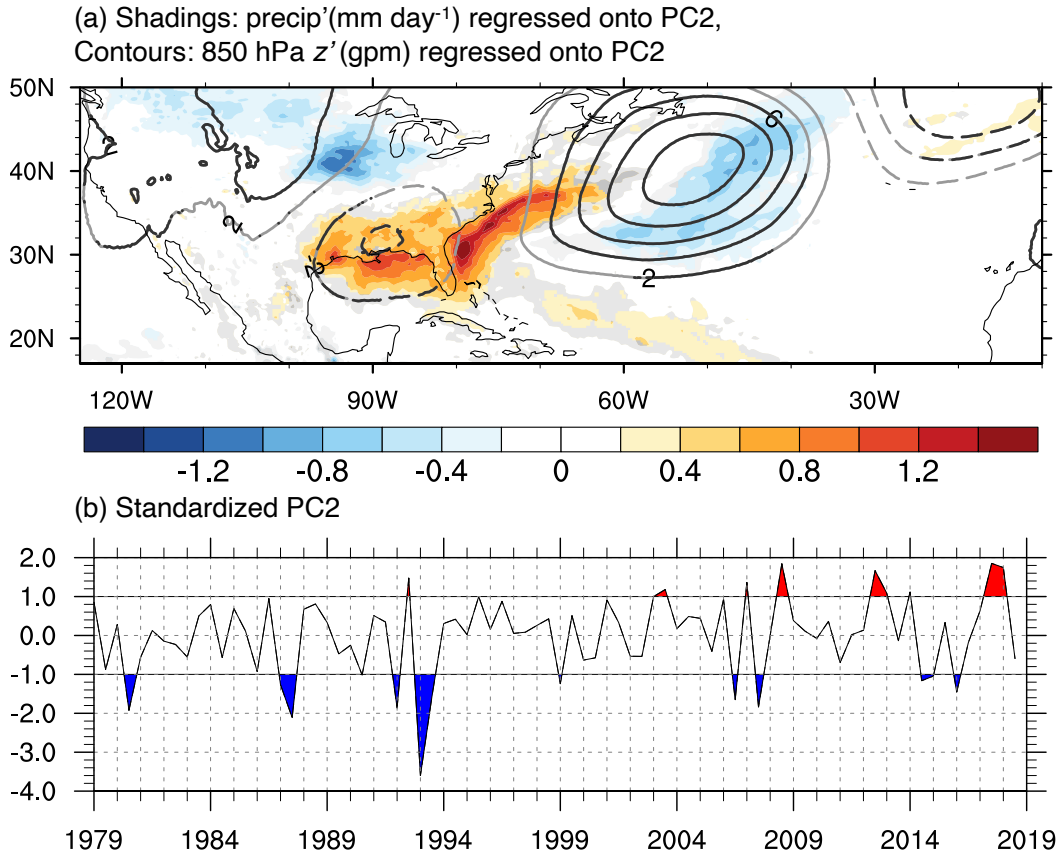 (a) Shadings: precip'(mm day-1) regressed onto PC2,
Contours: 850 hPa z'(gpm) regressed onto PC2
50N
40N
30N
20N
6
2
-2
-2
120W 90W 60W 30W
-1.2 -0.8 -0.4 0 0.4 0.8 1.2
(b) Standardized PC2
2.0
1.0
0.0
-1.0
-2.0
-3.0
-4.0
1979 1984 1989 1994 1999 2004 2009 2014 2019